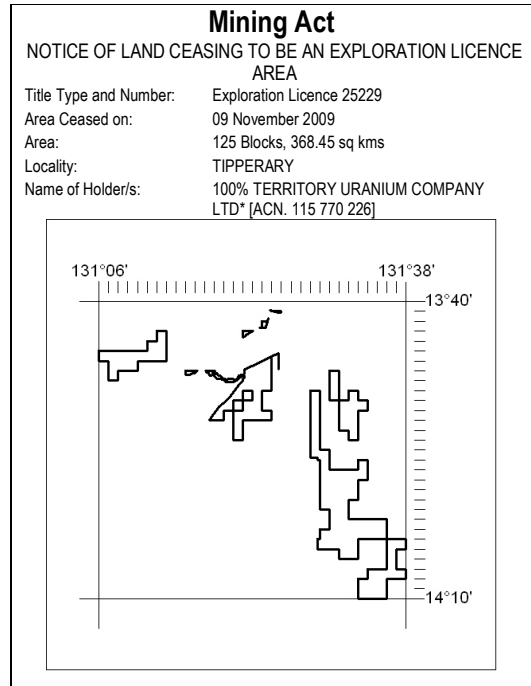 Mining Act
NOTICE OF LAND CEASING TO BE AN EXPLORATION LICENCE
AREA
Title Type and Number: Exploration Licence 25229
Area Ceased on: 09 November 2009
Area: 125 Blocks, 368.45 sq kms
Locality: TIPPERARY
Name of Holder/s: 100% TERRITORY URANIUM COMPANY
LTD* [ACN. 115 770 226]
131°06' 131°38'
13°40'
14°10'